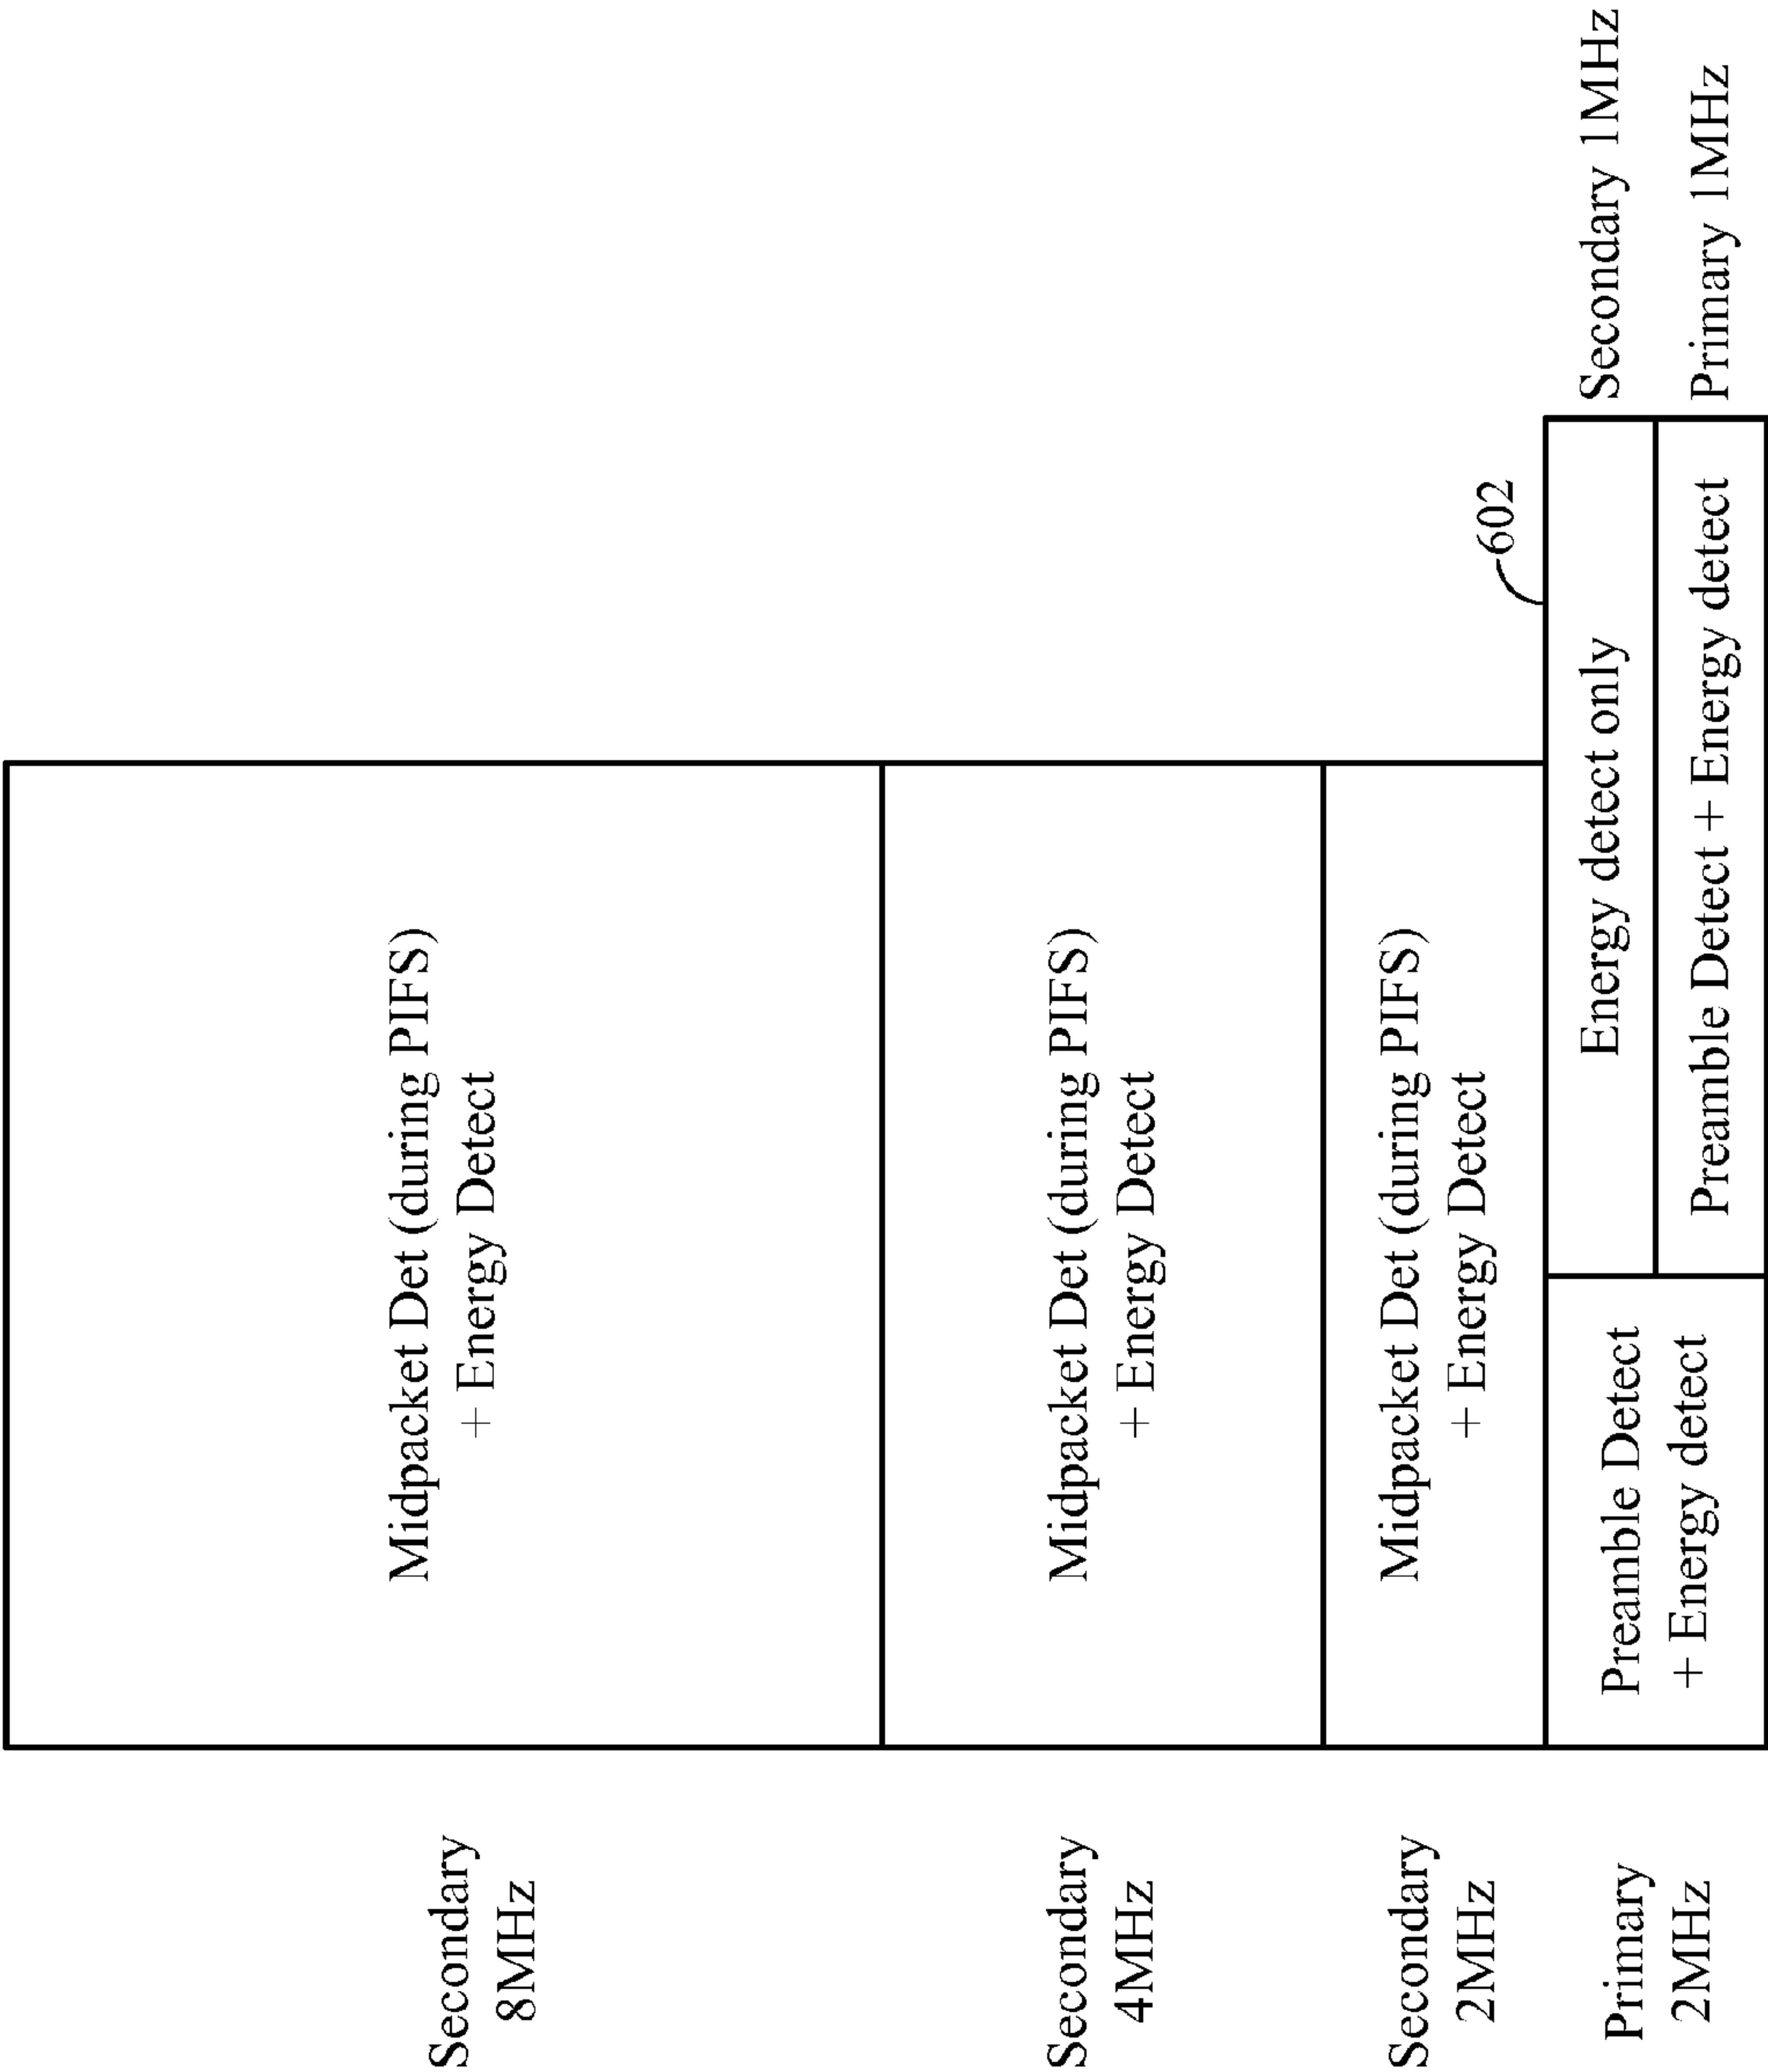 Secondary
8MHz
Midpacket Det (during PIFS)
+ Energy Detect
Secondary
4MHz
Midpacket Det (during PIFS)
+ Energy Detect
Secondary
2MHz
Midpacket Det (during PIFS)
+ Energy Detect
602
Primary
2MHz
Preamble Detect
+ Energy detect
Energy detect only
Secondary 1MHz
Preamble Detect + Energy detect
Primary 1MHz